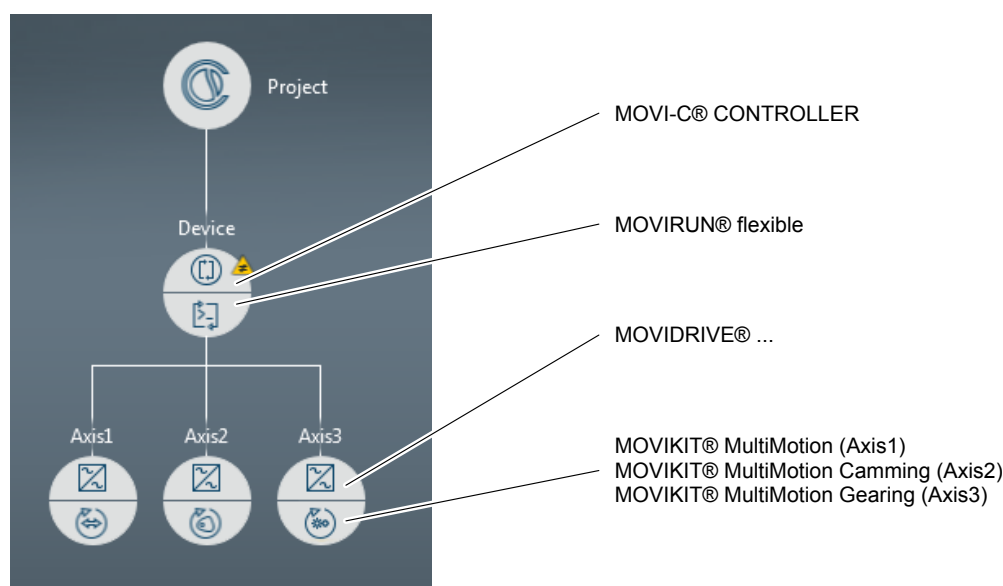 Project
MOVI-C® CONTROLLER
Device
MOVIRUN® flexible
MOVIDRIVE® ...
Axis1
Axis2
Axis3
MOVIKIT® MultiMotion (Axis1)
MOVIKIT® MultiMotion Camming (Axis2)
MOVIKIT® MultiMotion Gearing (Axis3)